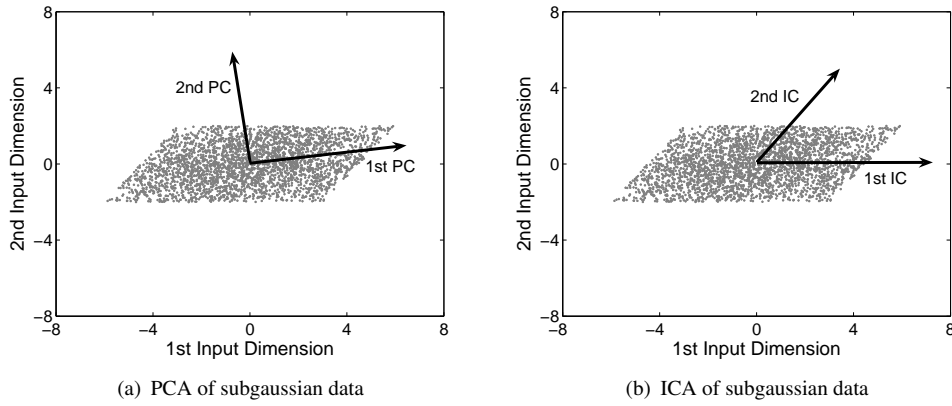 8
4
0
−4
−8
−8
−4
0
4
8
2nd Input Dimension
1st Input Dimension
2nd PC
1st PC
(a) PCA of subgaussian data
8
4
0
−4
−8
−8
−4
0
4
8
2nd Input Dimension
1st Input Dimension
2nd IC
1st IC
(b) ICA of subgaussian data